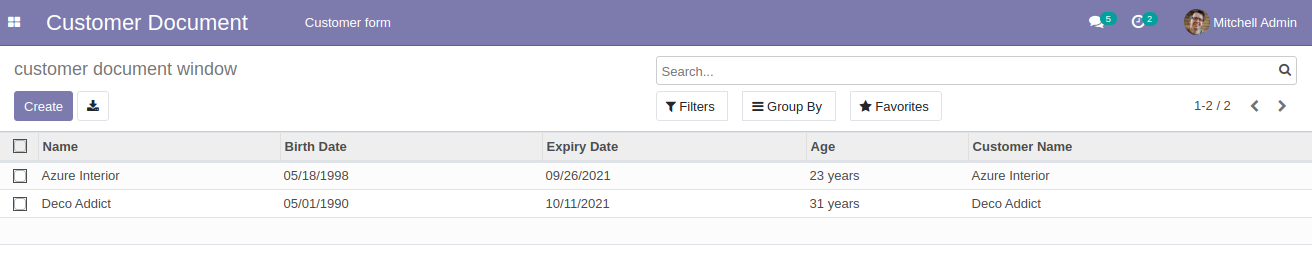 Customer Document Customer form 5 2 Mitchell Admin
customer document window
Search...
Create Filters Group By Favorites 1-2 / 2
Name Birth Date Expiry Date Age Customer Name
Azure Interior 05/18/1998 09/26/2021 23 years Azure Interior
Deco Addict 05/01/1990 10/11/2021 31 years Deco Addict